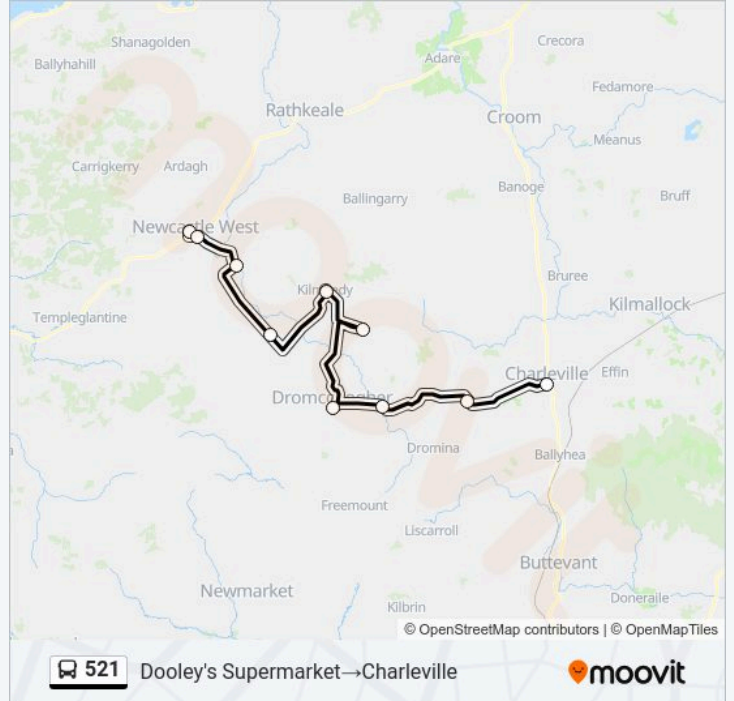 Shanagolden
Crecora
Ballyhahill
Adare
Fedamore
Rathkeale
Croom
Meanus
Carrigkerry
Ardagh
Banoge
Ballingarry
Bruff
Newcastle West
Bruree
Kilmeedy
Kilmallock
Templeglantine
Charleville
Effin
Dromcollogher
Dromina
Ballyhea
Freemount
Liscarroll
Buttevant
Newmarket
Doneraile
Kilbrin
© OpenStreetMap contributors | © OpenMapTiles
521 Dooley's Supermarket→Charleville
moovit